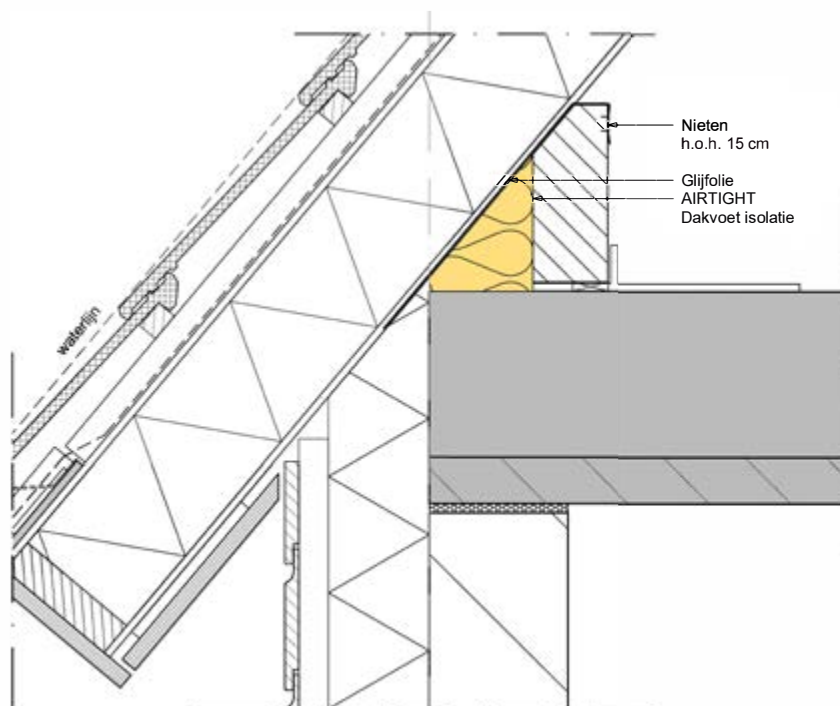 Nieten
h.o.h. 15 cm
Glijfolie
AIRTIGHT
Dakvoet isolatie
waterlijn